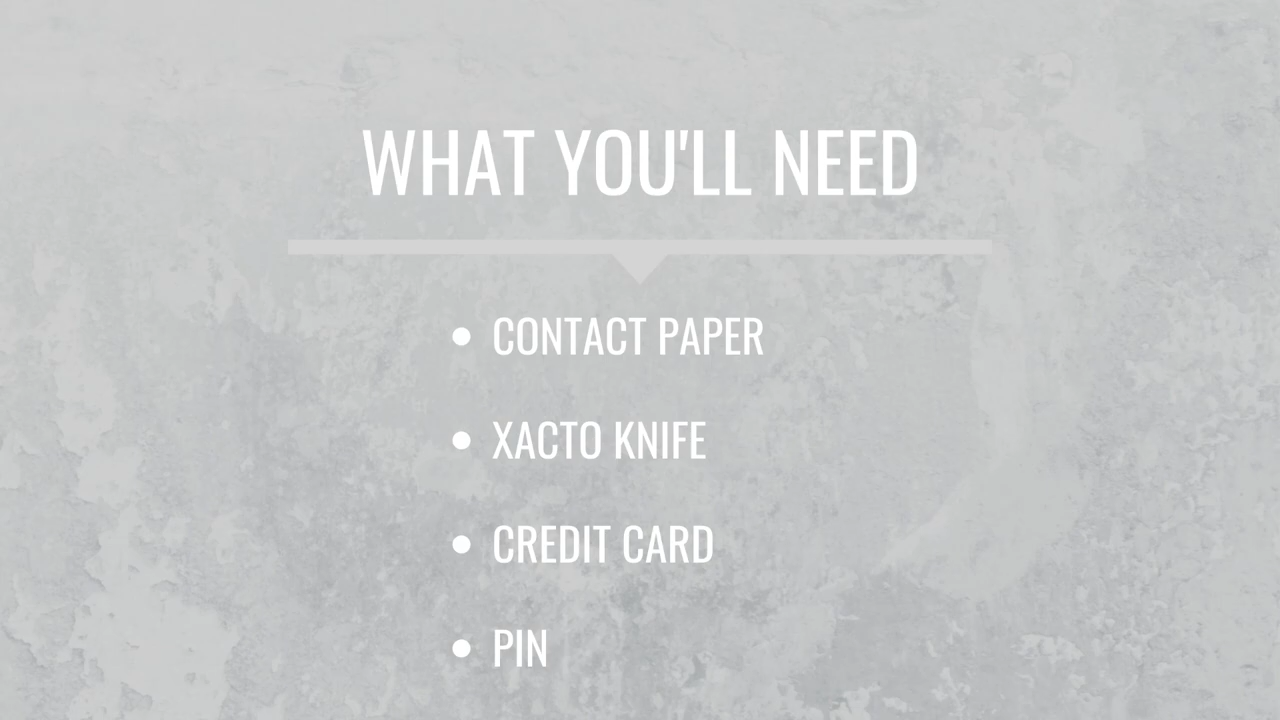 WHAT YOU'LL NEED
• CONTACT PAPER
• XACTO KNIFE
• CREDIT CARD
• PIN